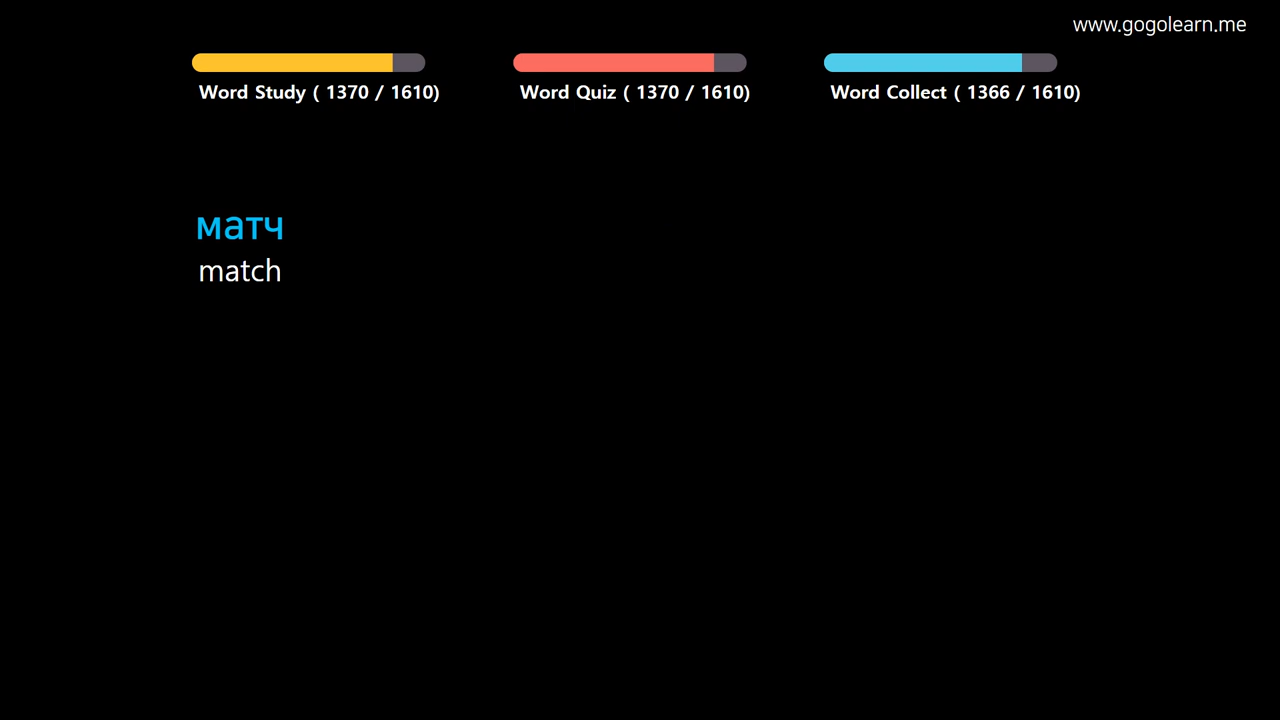 www.gogolearn.me
Word Study ( 1370 / 1610)
Word Quiz ( 1370 / 1610)
Word Collect ( 1366 / 1610)
матч
match